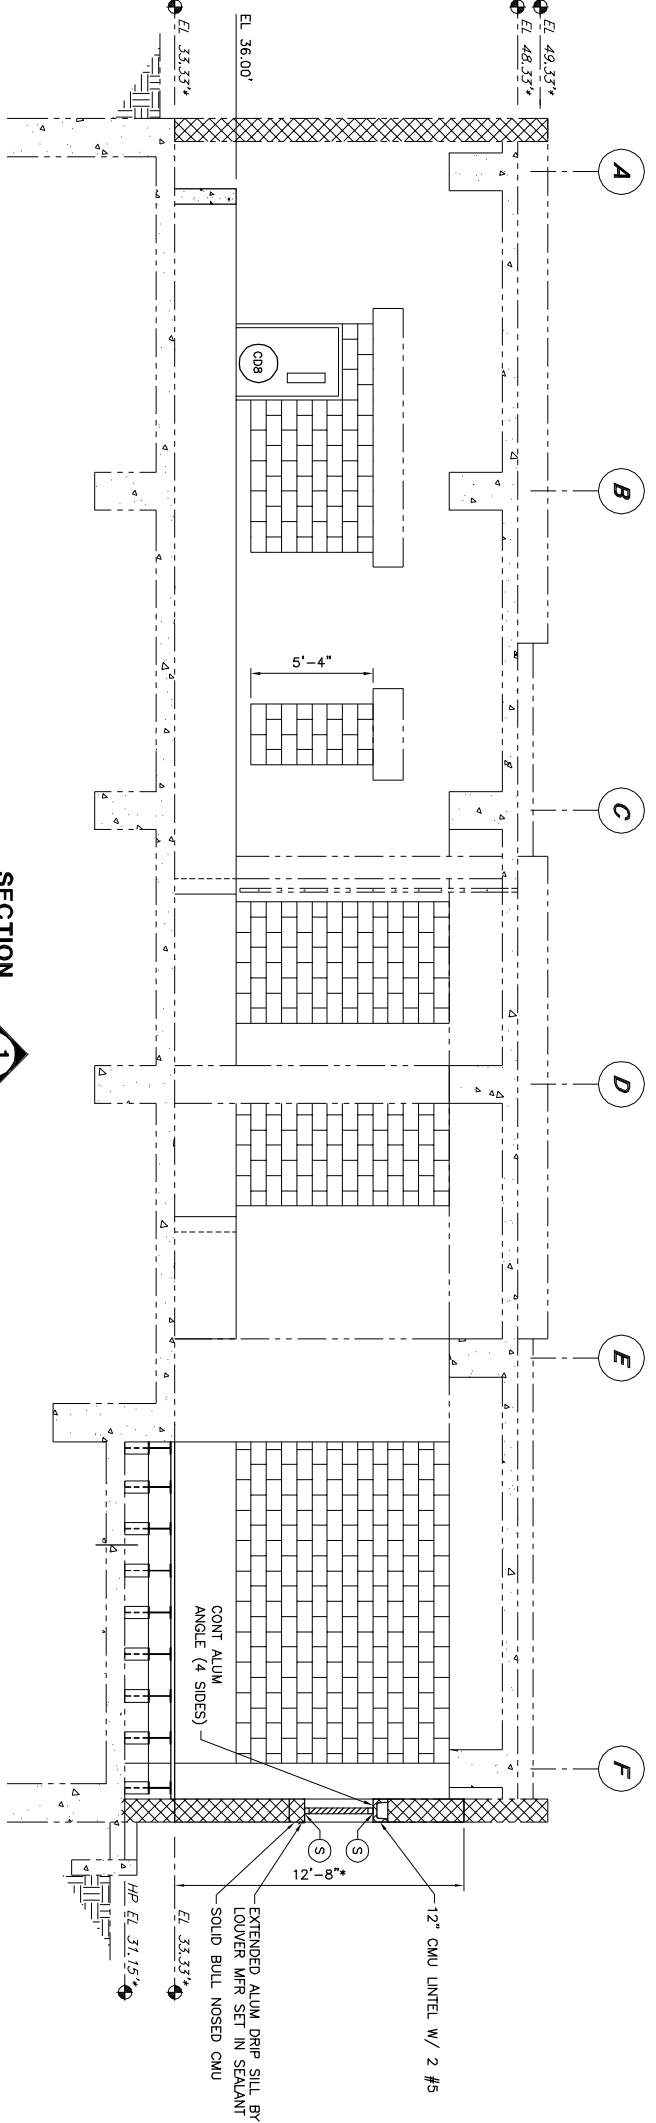 EL 49.33'*
EL 48.33'*
EL 36.00'
EL 33.33'*
A
B
C
D
E
F
CD8
5'-4"
CONT ALUM
ANGLE (4 SIDES)
S
S
12'-8"*
12" CMU LINTEL W/ 2 #5
EXTENDED ALUM DRIP SILL BY
LOUVER MFR SET IN SEALANT
SOLID BULL NOSED CMU
EL 33.33'*
HP EL 31.15'*
SECTION
1